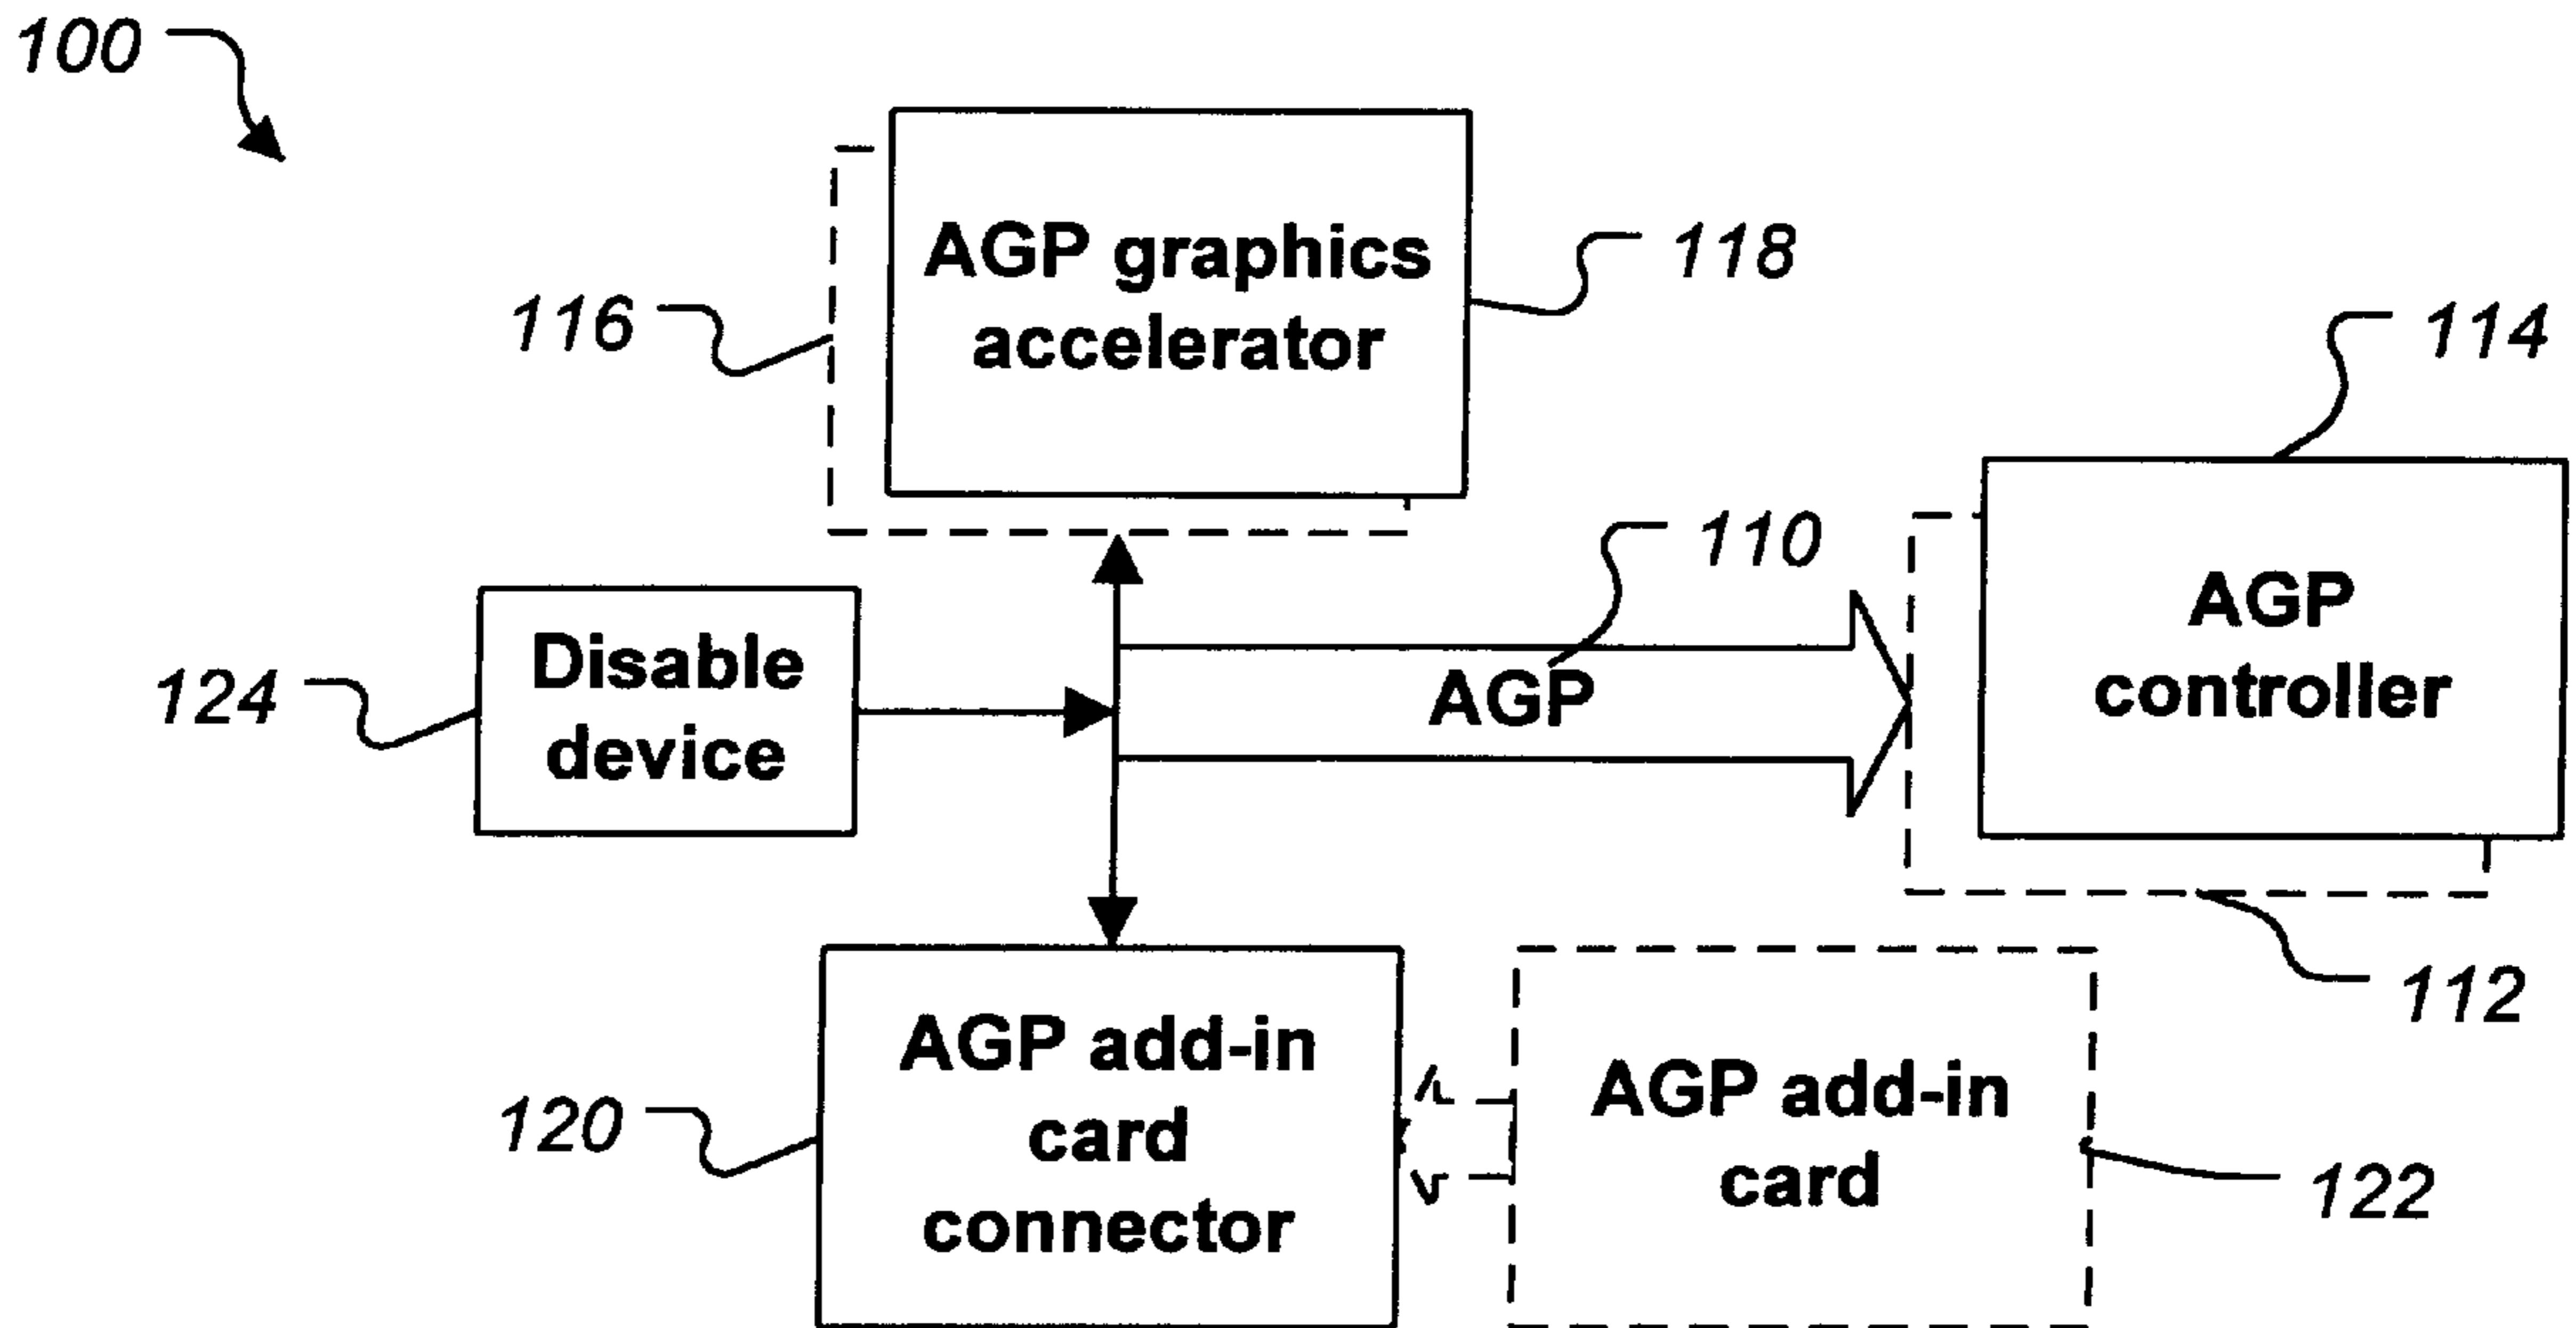 100
AGP graphics
accelerator
118
116
114
110
AGP
controller
Disable
device
124
AGP
112
AGP add-in
card
connector
120
AGP add-in
card
122